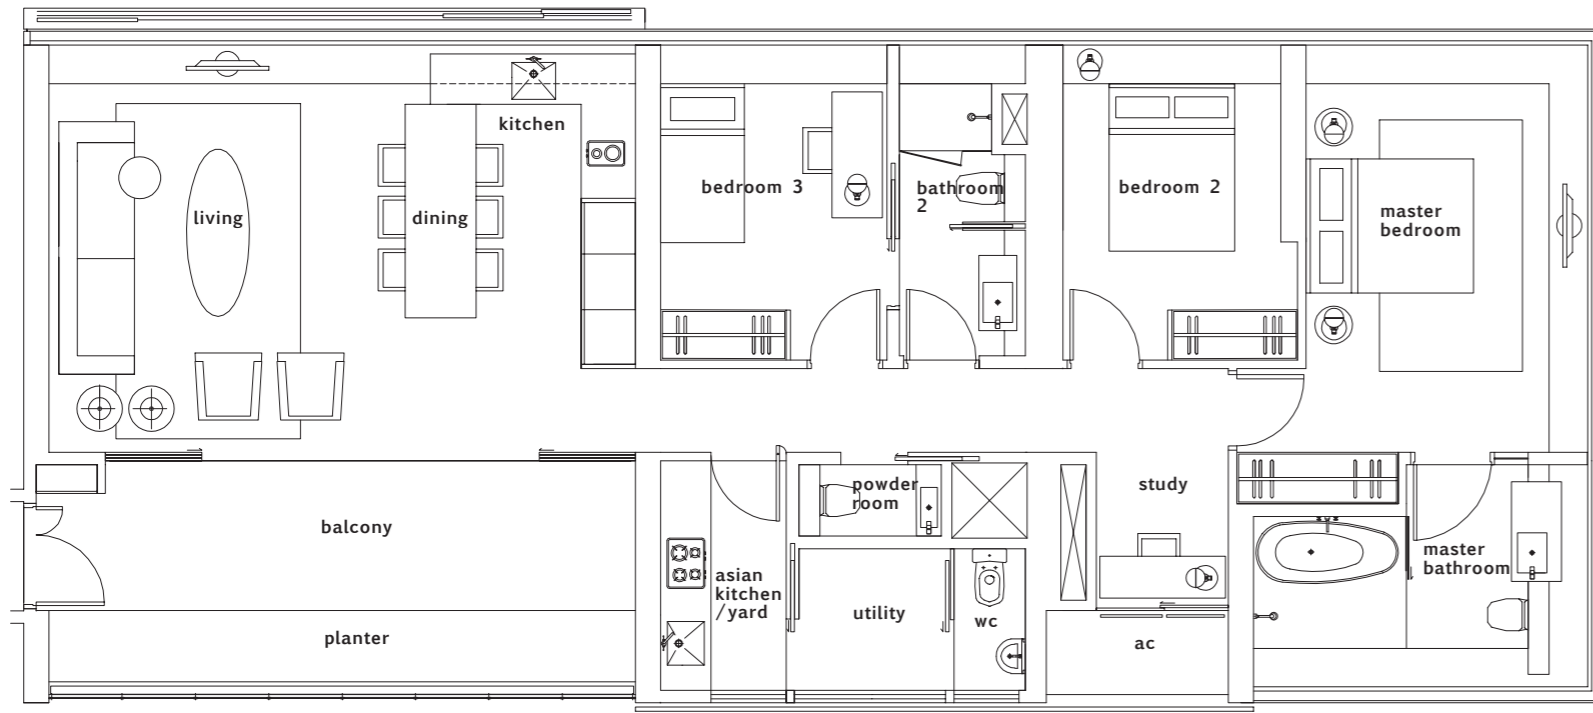 kitchen
living
dining
bedroom 3
bathroom
2
bedroom 2
master
bedroom
balcony
planter
asian
kitchen
/yard
powder
room
utility
wc
study
ac
master
bathroom